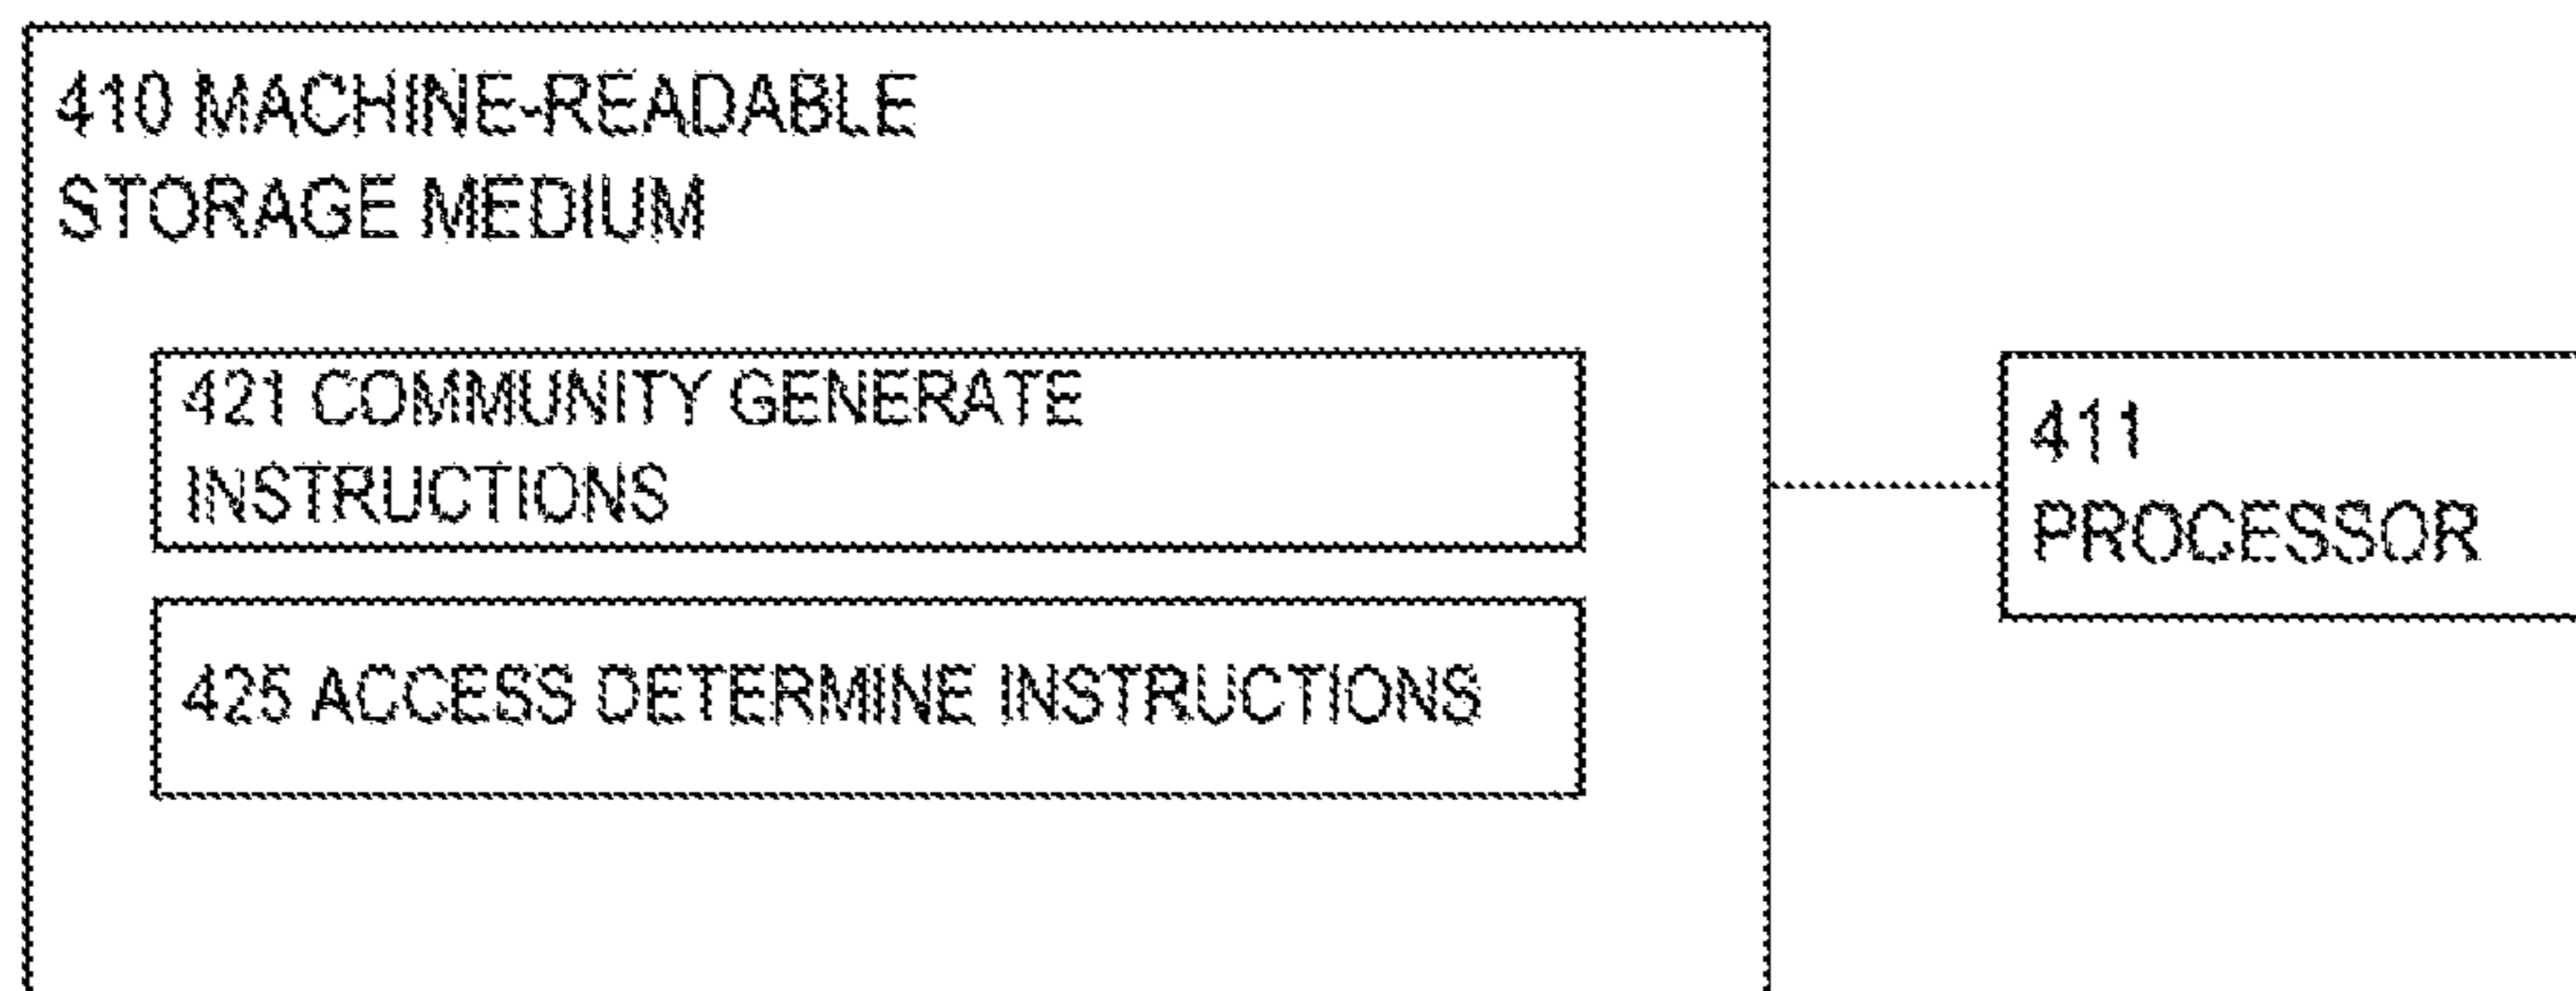 410 MACHINE-READABLE
STORAGE MEDIUM
421 COMMUNITY GENERATE
INSTRUCTIONS
425 ACCESS DETERMINE INSTRUCTIONS
411
PROCESSOR